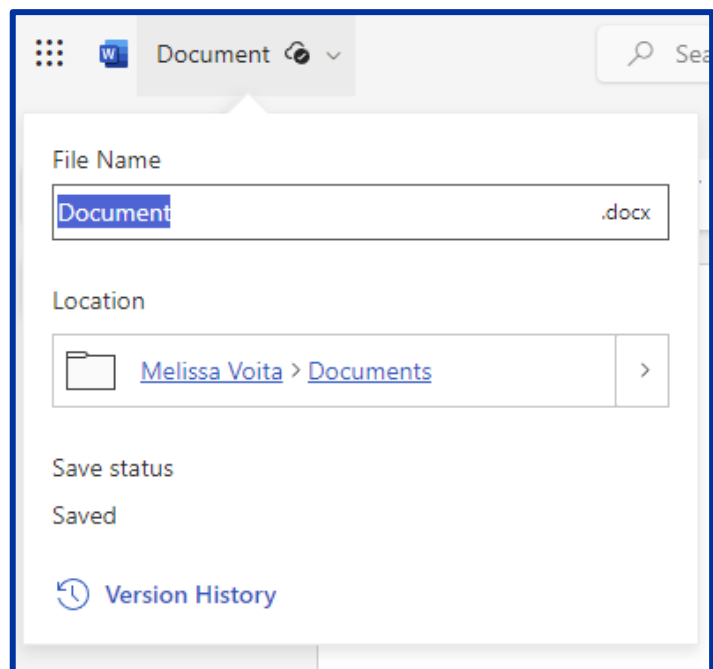 W Document
Sea
File Name
Document .docx
Location
Melissa Voita > Documents
Save status
Saved
Version History